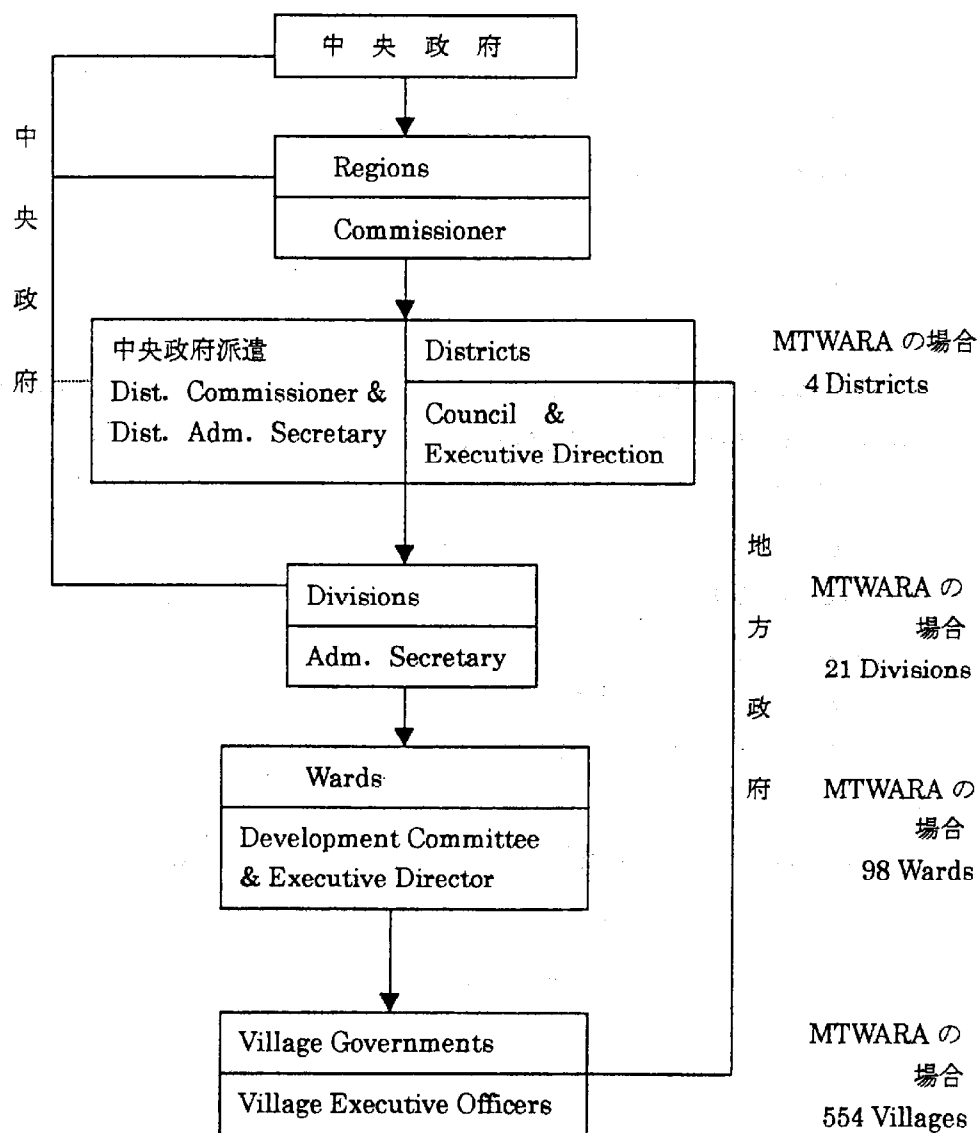 中央政府
中央政府
Regions
Commissioner
中央政府派遣
Dist. Commissioner &
Dist. Adm. Secretary
Districts
Council &
Executive Direction
MTWARA の場合
4 Districts
地方政府
Divisions
Adm. Secretary
MTWARA の
場合
21 Divisions
Wards
Development Committee
& Executive Director
MTWARA の
場合
98 Wards
Village Governments
Village Executive Officers
MTWARA の
場合
554 Villages